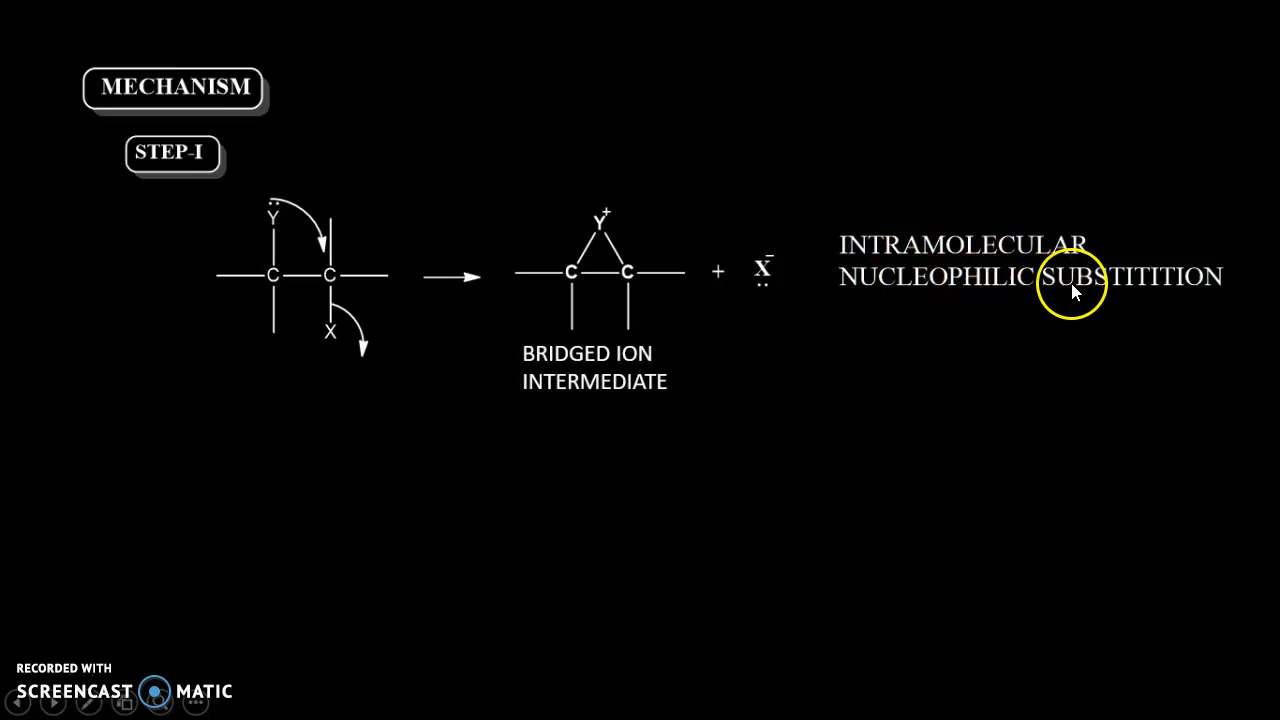 MECHANISM
STEP-I
Y
C C
X
Y+
C C + X-
INTRAMOLECULAR
NUCLEOPHILIC SUBSTITITION
BRIDGED ION
INTERMEDIATE
RECORDED WITH
SCREENCAST MATIC